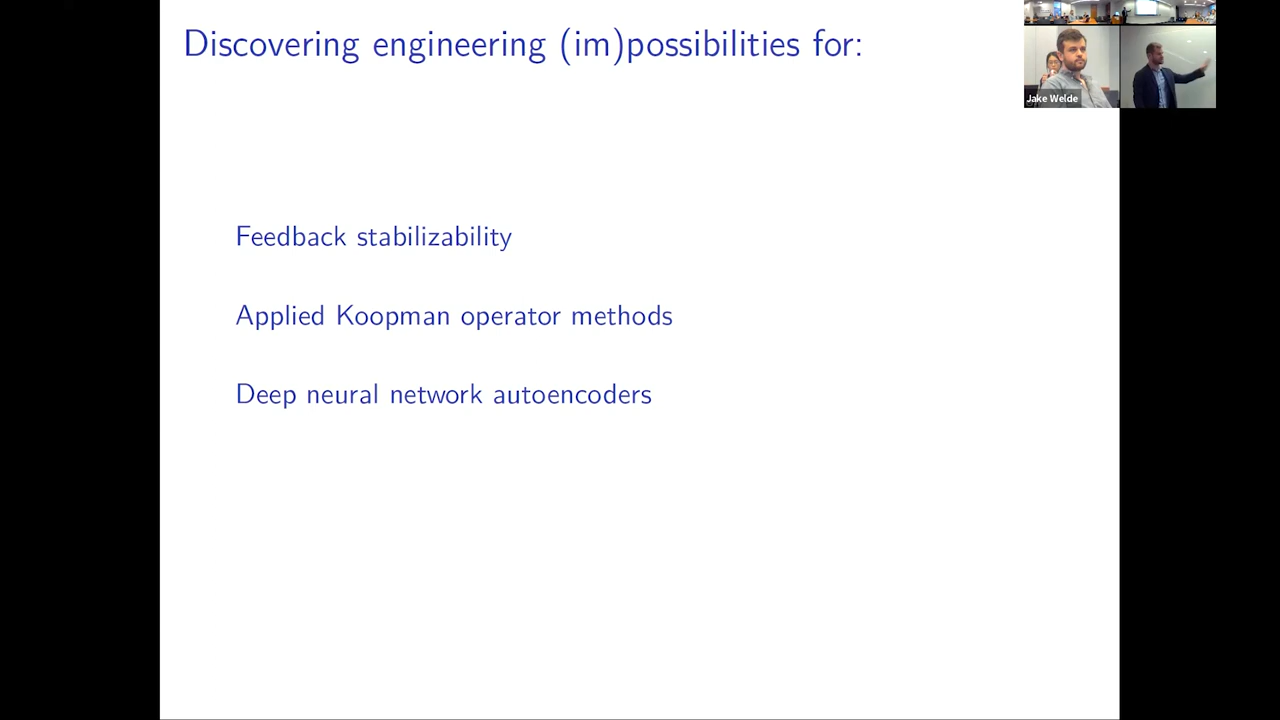 Discovering engineering (im)possibilities for:
Jake Welde
Feedback stabilizability
Applied Koopman operator methods
Deep neural network autoencoders